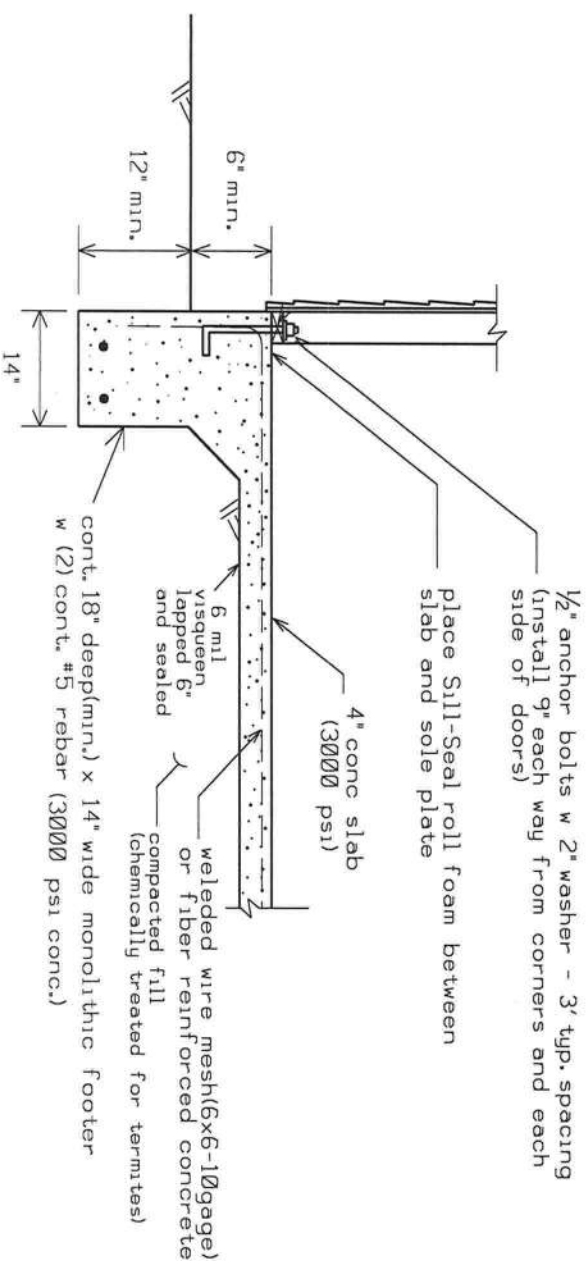 ½" anchor bolts w 2" washer - 3' typ. spacing
(install 9" each way from corners and each
side of doors)
place Sill-Seal roll foam between
slab and sole plate
4" conc slab
(3000 psi)
weleded wire mesh(6x6-10gage)
or fiber reinforced concrete
compacted fill
(chemically treated for termites)
6 mil
visqueen
lapped 6"
and sealed
cont. 18" deep(min.) x 14" wide monolithic footer
w (2) cont. #5 rebar (3000 psi conc.)
6" min.
12" min.
14"